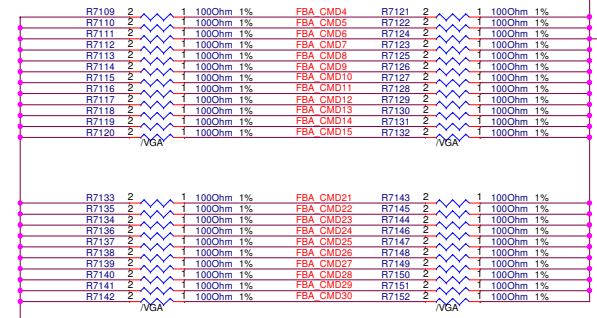 R7109 2 1 100Ohm 1% FBA_CMD4 R7121 2 1 100Ohm 1%
R7110 2 1 100Ohm 1% FBA_CMD5 R7122 2 1 100Ohm 1%
R7111 2 1 100Ohm 1% FBA_CMD6 R7124 2 1 100Ohm 1%
R7112 2 1 100Ohm 1% FBA_CMD7 R7123 2 1 100Ohm 1%
R7113 2 1 100Ohm 1% FBA_CMD8 R7125 2 1 100Ohm 1%
R7114 2 1 100Ohm 1% FBA_CMD9 R7126 2 1 100Ohm 1%
R7115 2 1 100Ohm 1% FBA_CMD10 R7127 2 1 100Ohm 1%
R7116 2 1 100Ohm 1% FBA_CMD11 R7128 2 1 100Ohm 1%
R7117 2 1 100Ohm 1% FBA_CMD12 R7129 2 1 100Ohm 1%
R7118 2 1 100Ohm 1% FBA_CMD13 R7130 2 1 100Ohm 1%
R7119 2 1 100Ohm 1% FBA_CMD14 R7131 2 1 100Ohm 1%
R7120 2 1 100Ohm 1% FBA_CMD15 R7132 2 1 100Ohm 1%
/VGA /VGA
R7133 2 1 100Ohm 1% FBA_CMD21 R7143 2 1 100Ohm 1%
R7135 2 1 100Ohm 1% FBA_CMD22 R7145 2 1 100Ohm 1%
R7134 2 1 100Ohm 1% FBA_CMD23 R7144 2 1 100Ohm 1%
R7136 2 1 100Ohm 1% FBA_CMD24 R7146 2 1 100Ohm 1%
R7137 2 1 100Ohm 1% FBA_CMD25 R7147 2 1 100Ohm 1%
R7138 2 1 100Ohm 1% FBA_CMD26 R7148 2 1 100Ohm 1%
R7139 2 1 100Ohm 1% FBA_CMD27 R7149 2 1 100Ohm 1%
R7140 2 1 100Ohm 1% FBA_CMD28 R7150 2 1 100Ohm 1%
R7141 2 1 100Ohm 1% FBA_CMD29 R7151 2 1 100Ohm 1%
R7142 2 1 100Ohm 1% FBA_CMD30 R7152 2 1 100Ohm 1%
/VGA /VGA